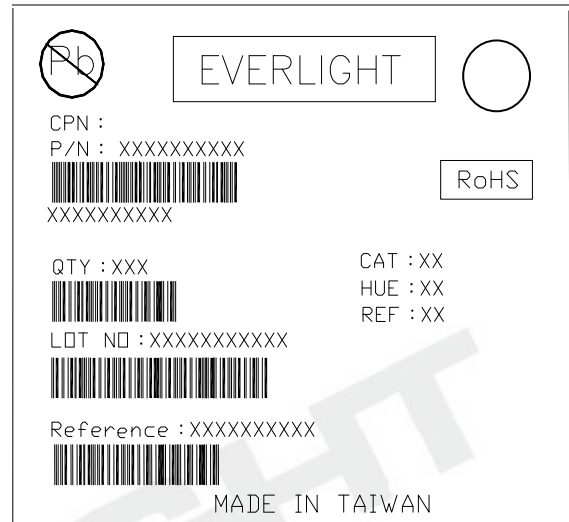 Pb
EVERLIGHT
CPN :
P/N : XXXXXXXXXX
RoHS
XXXXXXXXXX
QTY : XXX
CAT : XX
HUE : XX
REF : XX
LOT NO : XXXXXXXXXXX
Reference : XXXXXXXXXX
MADE IN TAIWAN